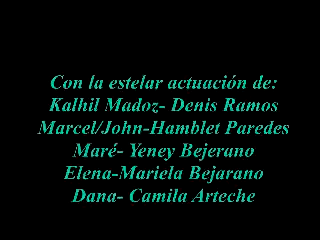 Con la estelar actuación de:
Kalhil Madoz- Denis Ramos
Marcel/John-Hamblet Paredes
Maré- Yeney Bejerano
Elena-Mariela Bejarano
Dana- Camila Arteche